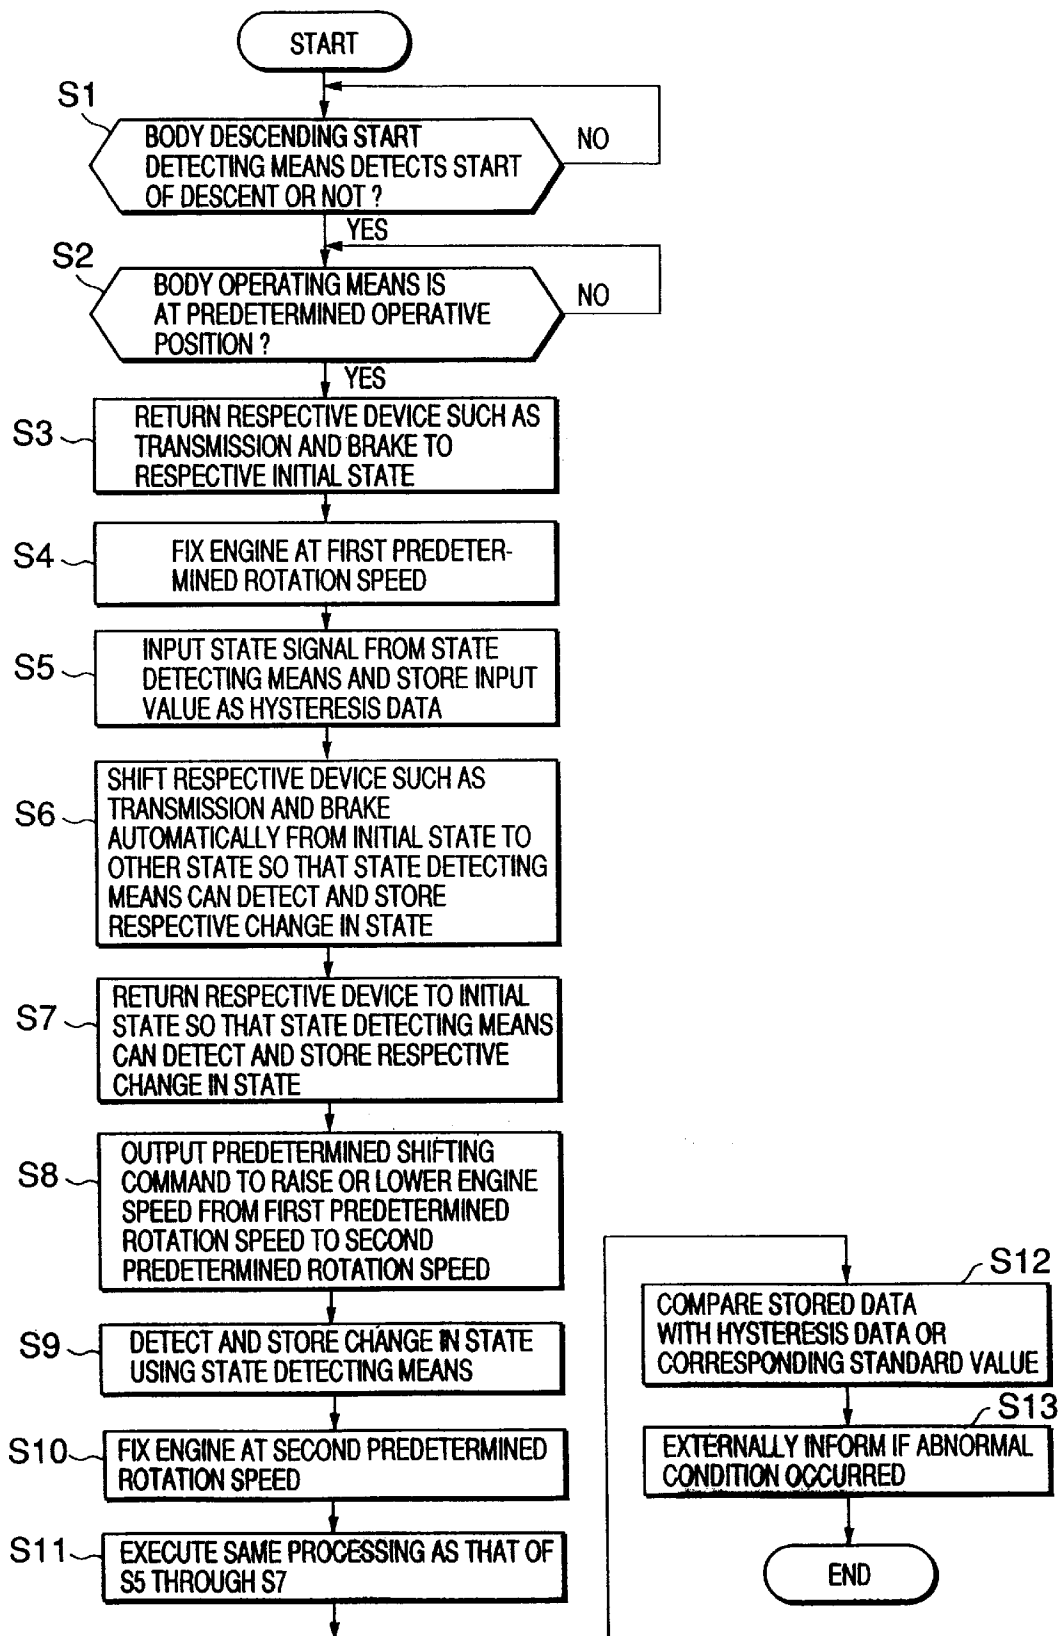 START
S1
BODY DESCENDING START
DETECTING MEANS DETECTS START
OF DESCENT OR NOT ?
NO
YES
S2
BODY OPERATING MEANS IS
AT PREDETERMINED OPERATIVE
POSITION ?
NO
YES
S3
RETURN RESPECTIVE DEVICE SUCH AS
TRANSMISSION AND BRAKE TO
RESPECTIVE INITIAL STATE
S4
FIX ENGINE AT FIRST PREDETER-
MINED ROTATION SPEED
S5
INPUT STATE SIGNAL FROM STATE
DETECTING MEANS AND STORE INPUT
VALUE AS HYSTERESIS DATA
S6
SHIFT RESPECTIVE DEVICE SUCH AS
TRANSMISSION AND BRAKE
AUTOMATICALLY FROM INITIAL STATE TO
OTHER STATE SO THAT STATE DETECTING
MEANS CAN DETECT AND STORE
RESPECTIVE CHANGE IN STATE
S7
RETURN RESPECTIVE DEVICE TO INITIAL
STATE SO THAT STATE DETECTING MEANS
CAN DETECT AND STORE RESPECTIVE
CHANGE IN STATE
S8
OUTPUT PREDETERMINED SHIFTING
COMMAND TO RAISE OR LOWER ENGINE
SPEED FROM FIRST PREDETERMINED
ROTATION SPEED TO SECOND
PREDETERMINED ROTATION SPEED
S9
DETECT AND STORE CHANGE IN STATE
USING STATE DETECTING MEANS
S10
FIX ENGINE AT SECOND PREDETERMINED
ROTATION SPEED
S11
EXECUTE SAME PROCESSING AS THAT OF
S5 THROUGH S7
S12
COMPARE STORED DATA
WITH HYSTERESIS DATA OR
CORRESPONDING STANDARD VALUE
S13
EXTERNALLY INFORM IF ABNORMAL
CONDITION OCCURRED
END